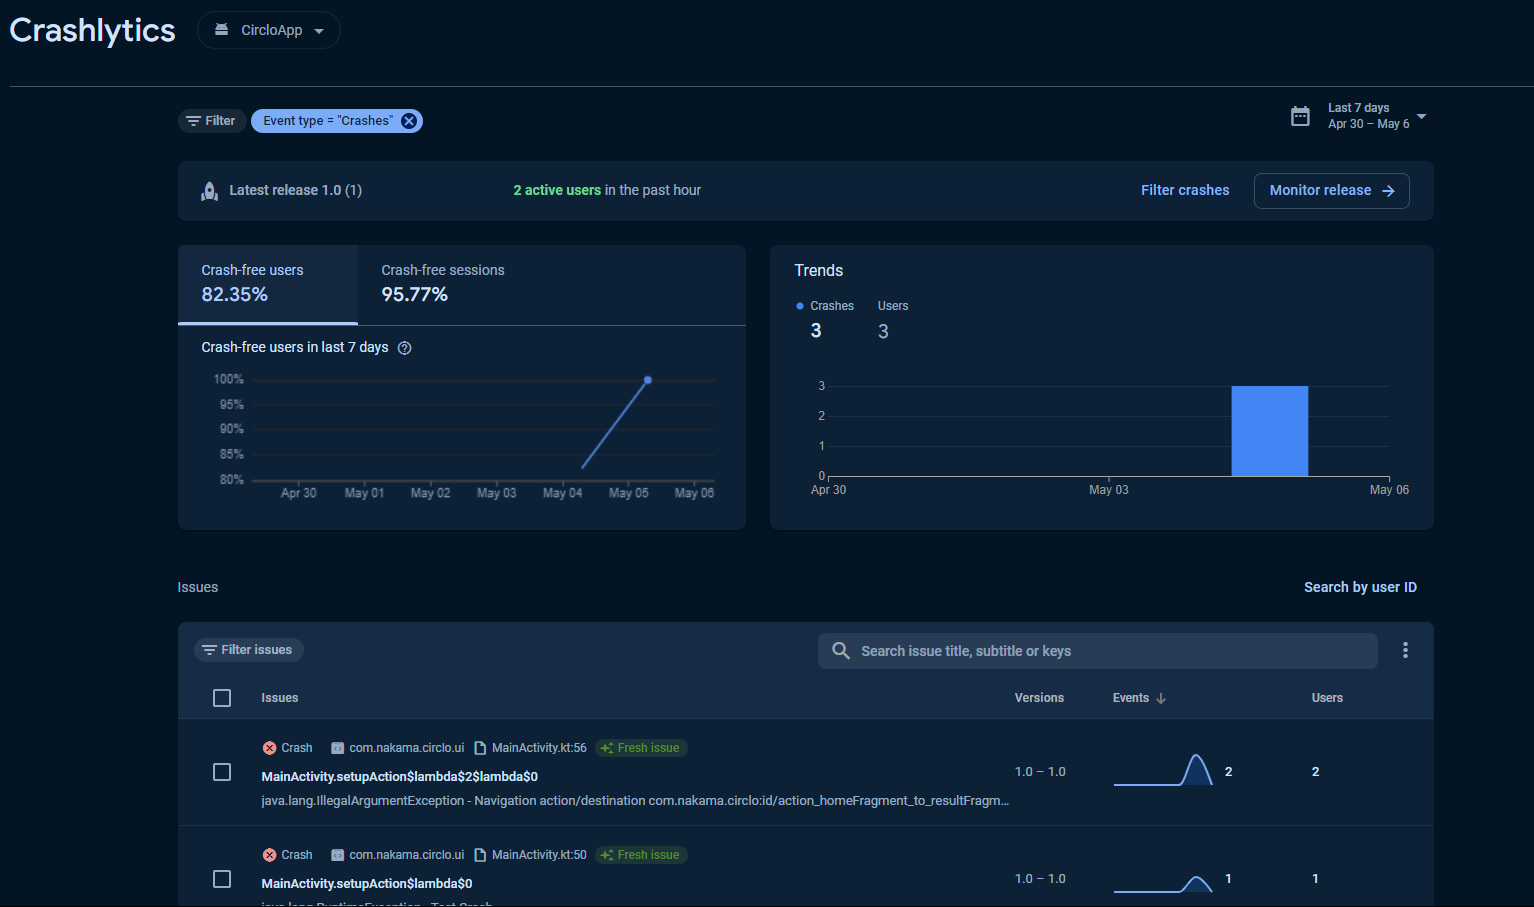 Crashlytics
CircloApp
Filter
Event type = "Crashes"
Last 7 days
Apr 30 – May 6
Latest release 1.0 (1)
2 active users in the past hour
Filter crashes
Monitor release
Crash-free users
82.35%
Crash-free sessions
95.77%
Crash-free users in last 7 days
100%
95%
90%
85%
80%
Apr 30 May 01 May 02 May 03 May 04 May 05 May 06
Trends
Crashes Users
3 3
3
2
1
0
Apr 30 May 03 May 06
Issues
Search by user ID
Filter issues
Search issue title, subtitle or keys
Issues Versions Events Users
Crash com.nakama.circlo.ui MainActivity.kt:56 Fresh issue
MainActivity.setupAction$lambda$2$lambda$0
java.lang.IllegalArgumentException - Navigation action/destination com.nakama.circlo:id/action_homeFragment_to_resultFragm...
1.0 – 1.0 2 2
Crash com.nakama.circlo.ui MainActivity.kt:50 Fresh issue
MainActivity.setupAction$lambda$0
java.lang.RuntimeException - Test Crash
1.0 – 1.0 1 1